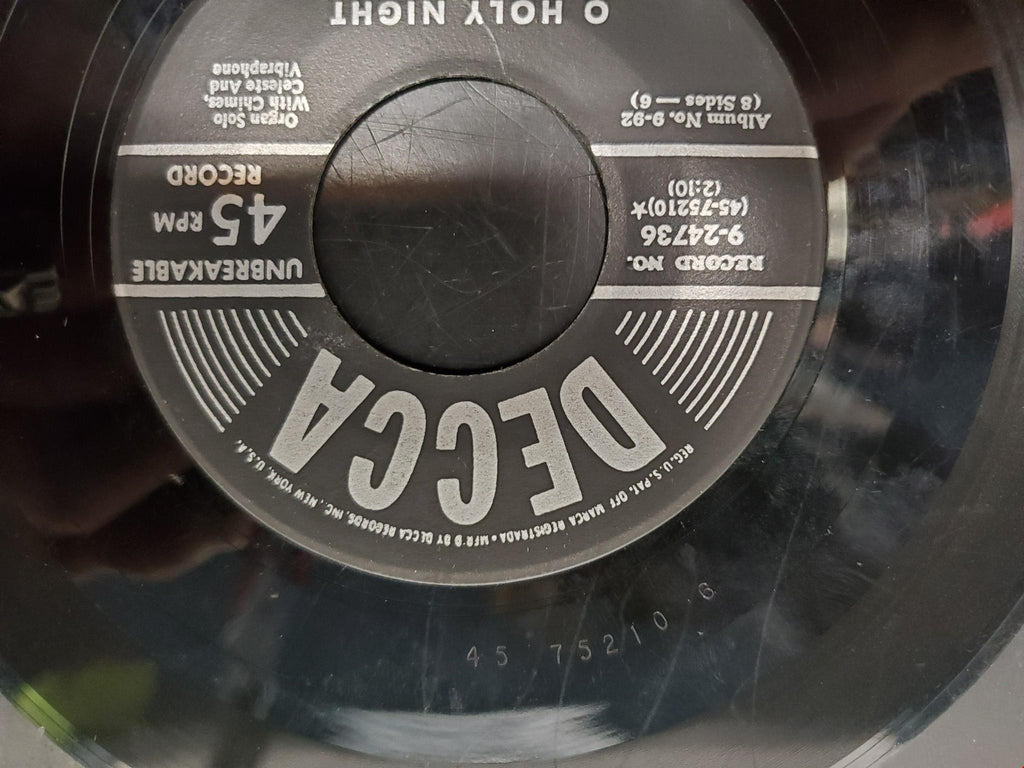 REG. U. S. PAT. OFF. MARCA REGISTRADA • MFR'D BY DECCA RECORDS, INC., NEW YORK, U.S.A.
DECCA
RECORD NO.
9-24736
(45-75210)★
(2:10)
UNBREAKABLE
45 RPM
RECORD
Album No. 9-92
(8 Sides — 6)
Organ Solo
With Chimes,
Celeste And
Vibraphone
O HOLY NIGHT
45 75210 6